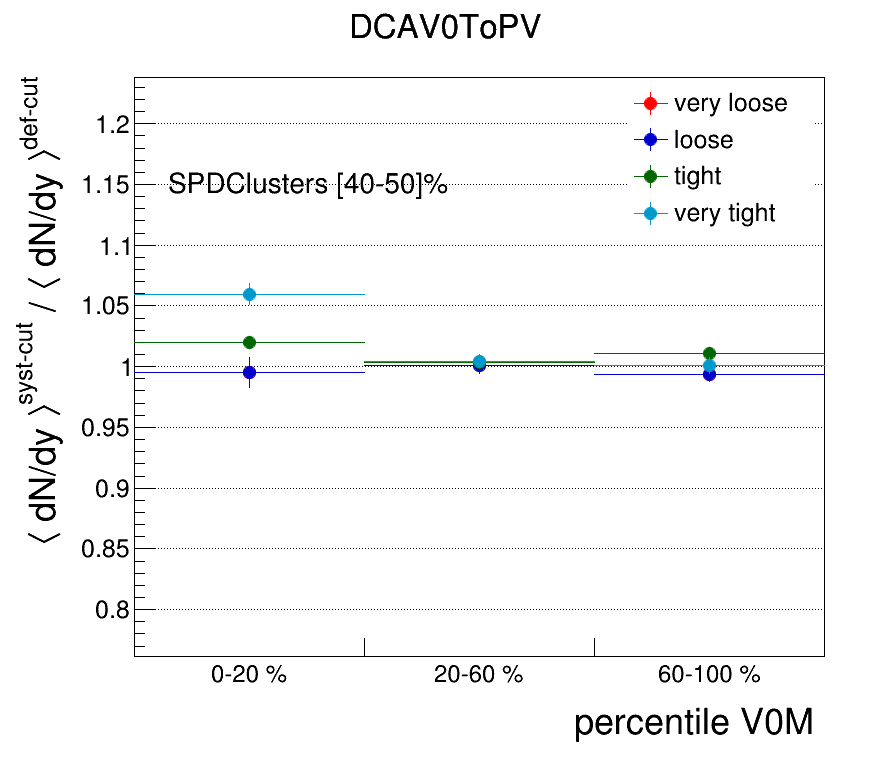 DCAV0ToPV
⟨ dN/dy ⟩^syst-cut / ⟨ dN/dy ⟩^def-cut
very loose
loose
tight
very tight
SPDClusters [40-50]%
1.2
1.15
1.1
1.05
1
0.95
0.9
0.85
0.8
0-20 %
20-60 %
60-100 %
percentile V0M